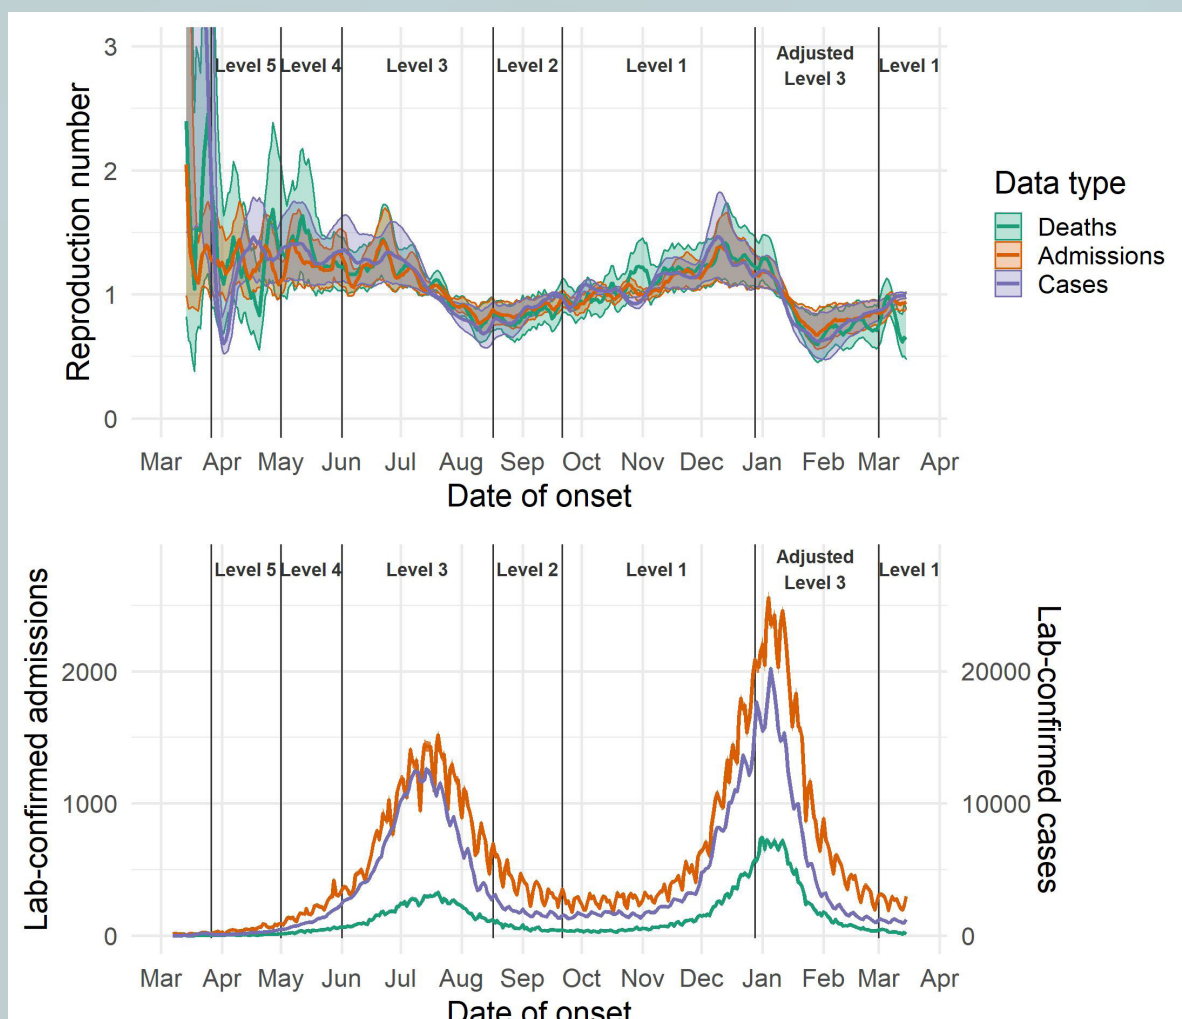 3
2
1
0
Reproduction number
Level 5
Level 4
Level 3
Level 2
Level 1
Adjusted
Level 3
Level 1
Mar Apr May Jun Jul Aug Sep Oct Nov Dec Jan Feb Mar Apr
Date of onset
Data type
Deaths
Admissions
Cases
Lab-confirmed admissions
2000
1000
0
Level 5
Level 4
Level 3
Level 2
Level 1
Adjusted
Level 3
Level 1
20000
10000
0
Lab-confirmed cases
Mar Apr May Jun Jul Aug Sep Oct Nov Dec Jan Feb Mar Apr
Date of onset